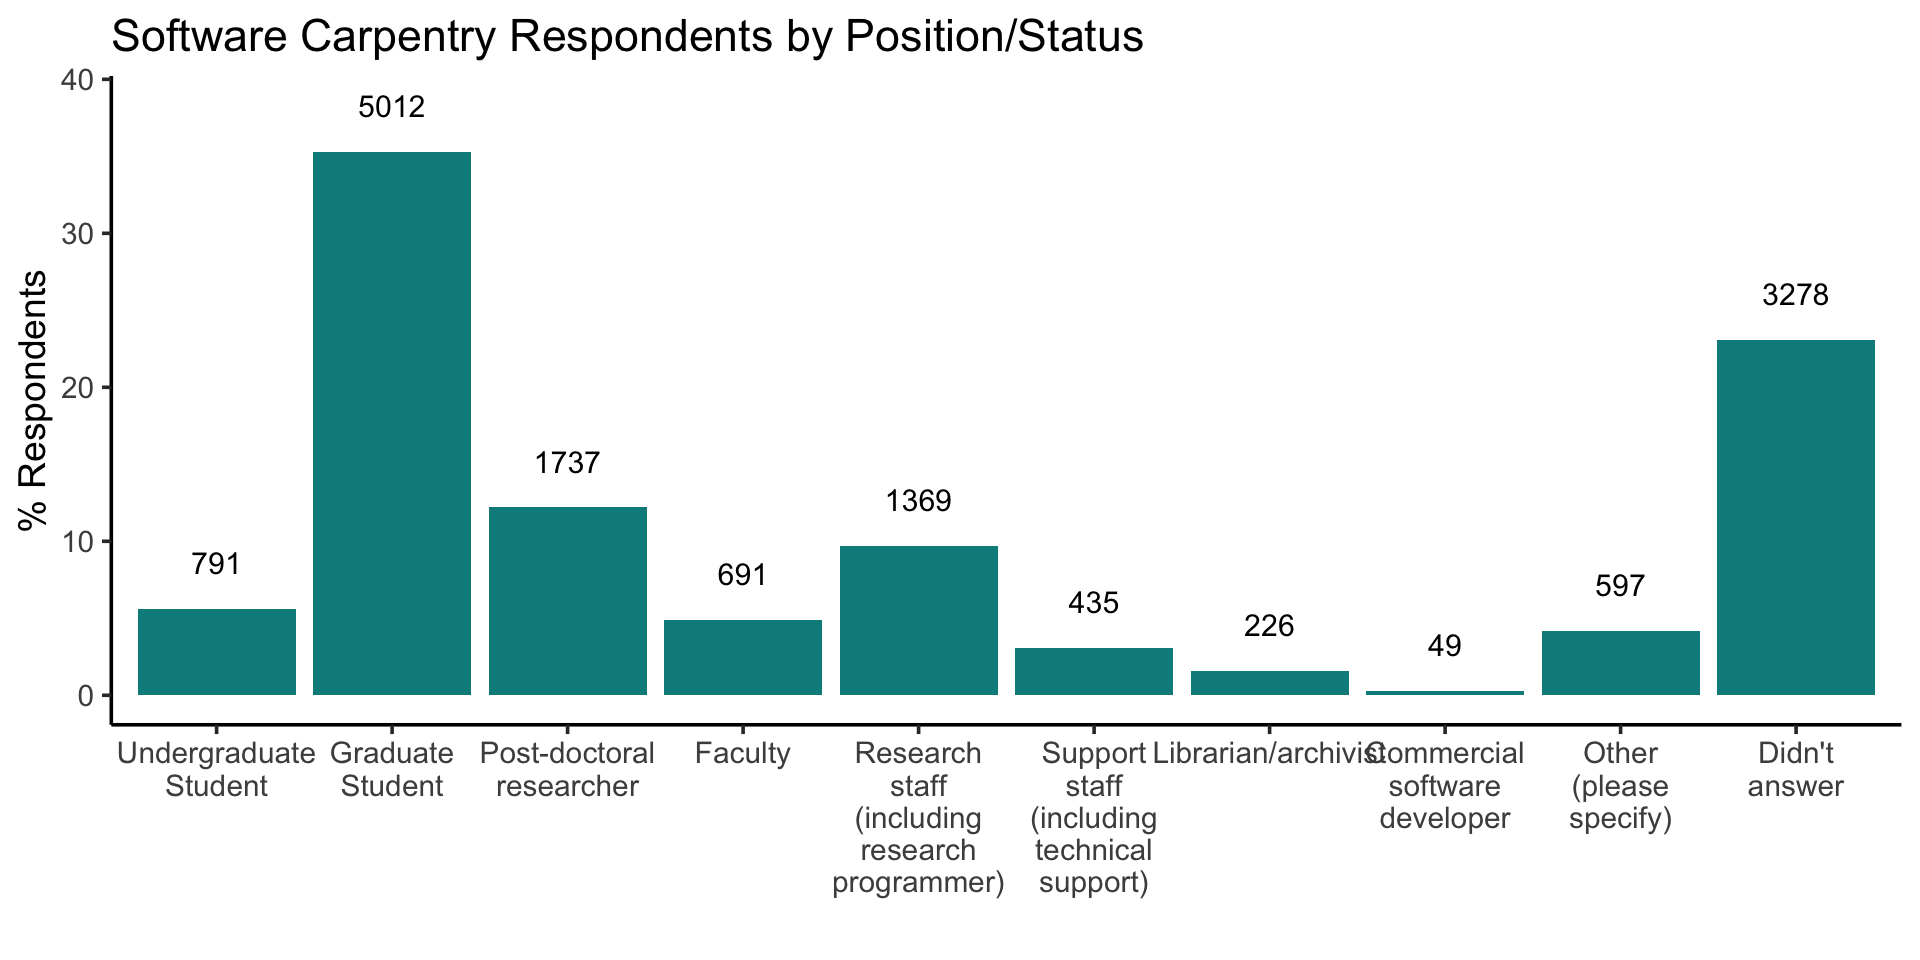 Software Carpentry Respondents by Position/Status
% Respondents
40
30
20
10
0
791
5012
1737
691
1369
435
226
49
597
3278
Undergraduate
Student
Graduate
Student
Post-doctoral
researcher
Faculty
Research
staff
(including
research
programmer)
Support
staff
(including
technical
support)
Librarian/archivist
Commercial
software
developer
Other
(please
specify)
Didn't
answer